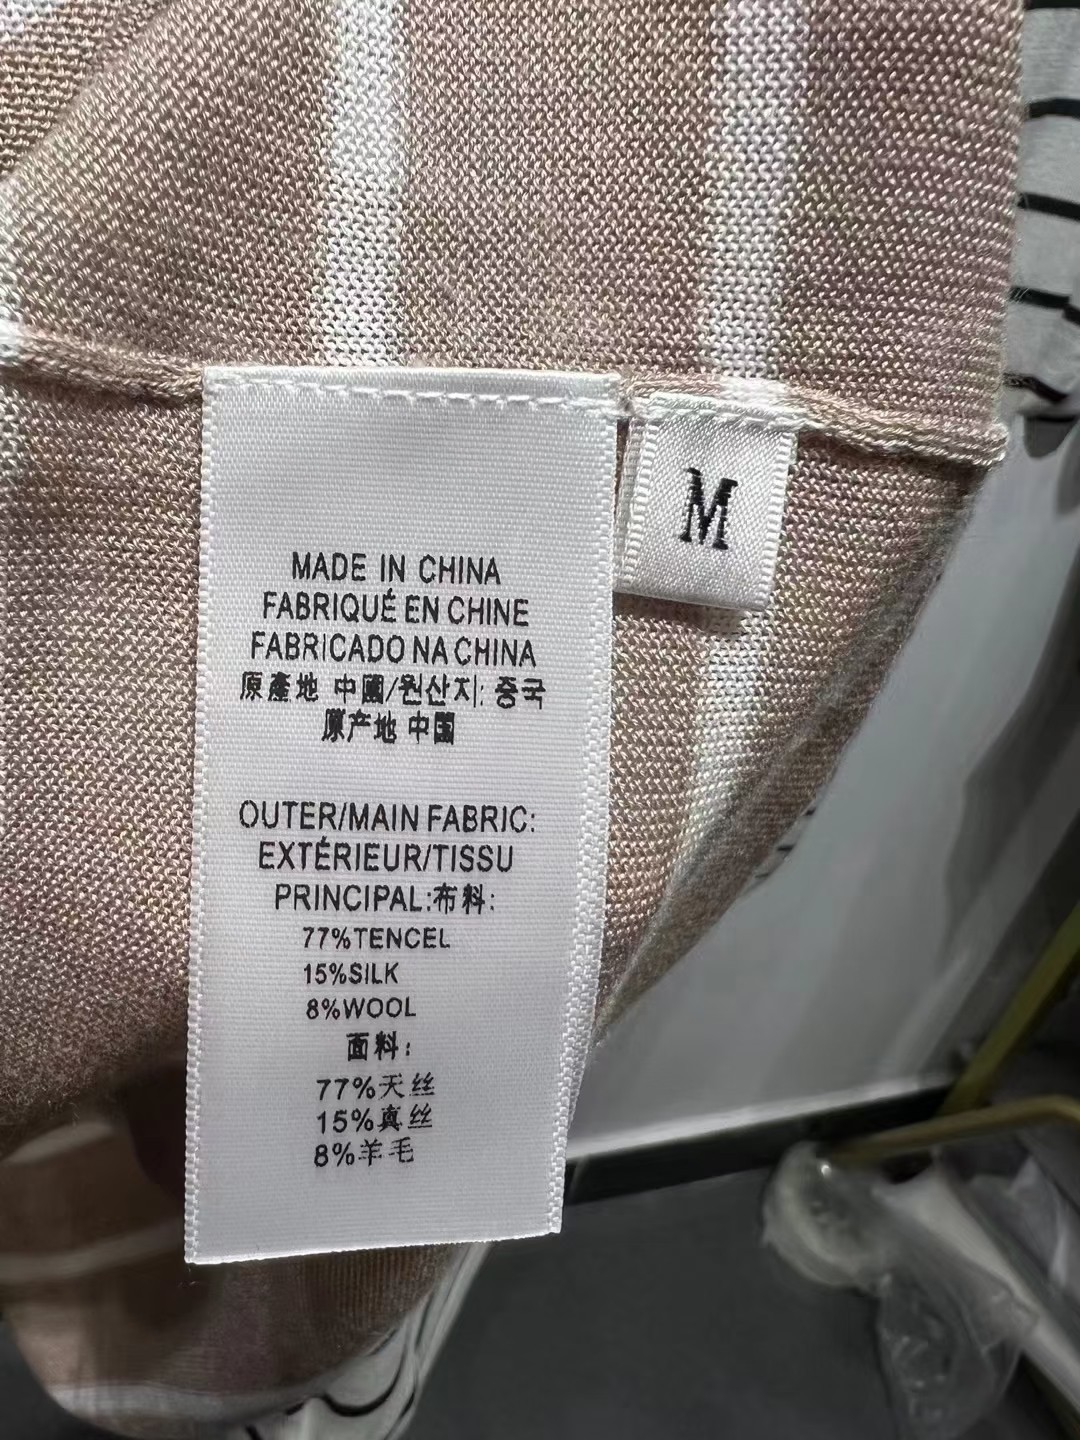 MADE IN CHINA
FABRIQUÉ EN CHINE
FABRICADO NA CHINA
原產地 中國/원산지: 중국
原产地 中国
OUTER/MAIN FABRIC:
EXTÉRIEUR/TISSU
PRINCIPAL:布料:
77%TENCEL
15%SILK
8%WOOL
面料:
77%天丝
15%真丝
8%羊毛
M